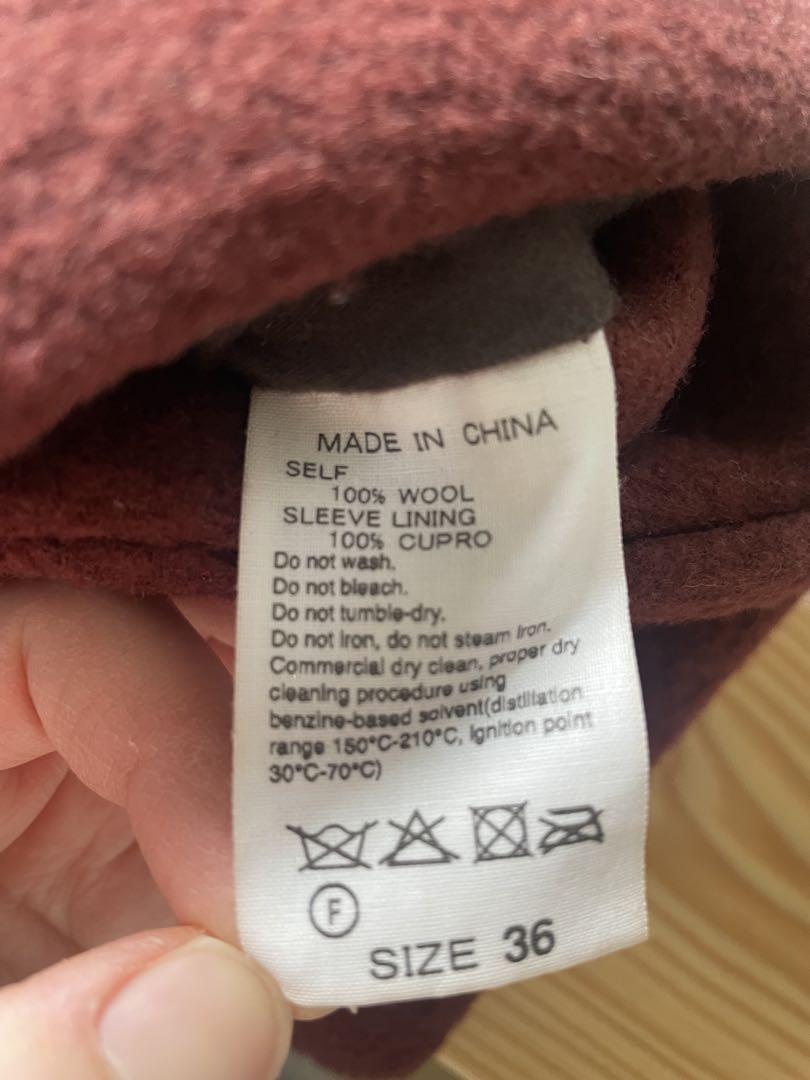 MADE IN CHINA
SELF
100% WOOL
SLEEVE LINING
100% CUPRO
Do not wash.
Do not bleach.
Do not tumble-dry.
Do not iron, do not steam iron.
Commercial dry clean, proper dry
cleaning procedure using
benzine-based solvent(distillation
range 150°C-210°C, ignition point
30°C-70°C)
F
SIZE 36